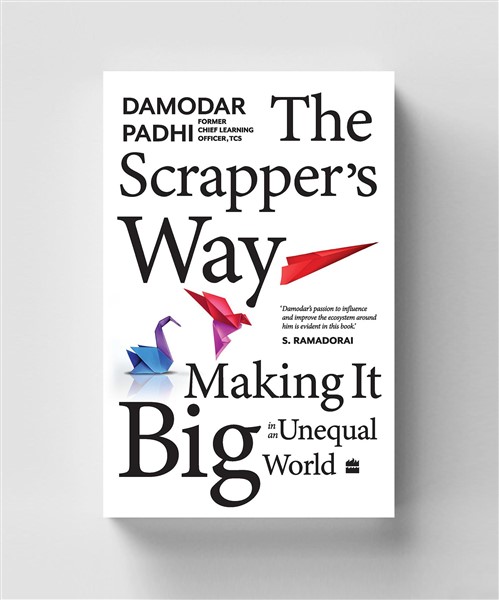 DAMODAR
PADHI
FORMER
CHIEF LEARNING
OFFICER, TCS
The
Scrapper's
Way
'Damodar's passion to influence
and improve the ecosystem around
him is evident in this book.'
S. RAMADORAI
Making It
Big
in
an
Unequal
World